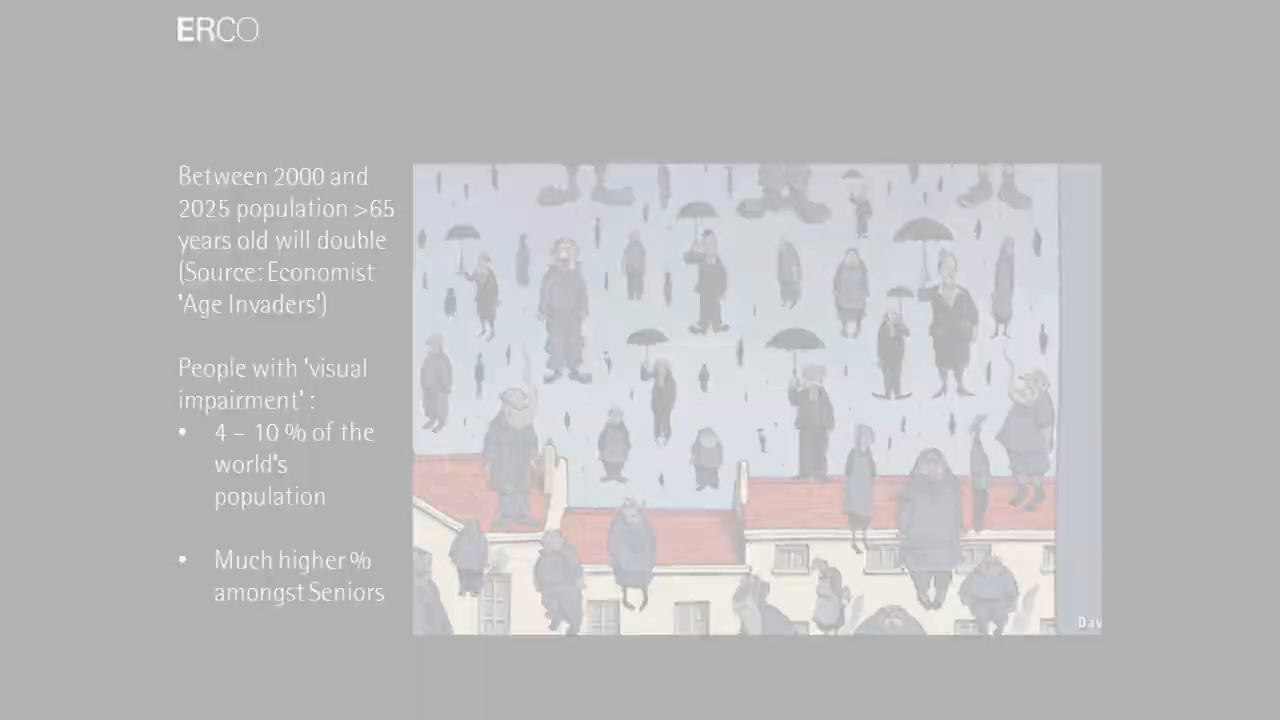 ERCO
Between 2000 and
2025 population >65
years old will double
(Source: Economist
'Age Invaders')
People with 'visual
impairment' :
• 4 – 10 % of the
world's
population
• Much higher %
amongst Seniors
Dav